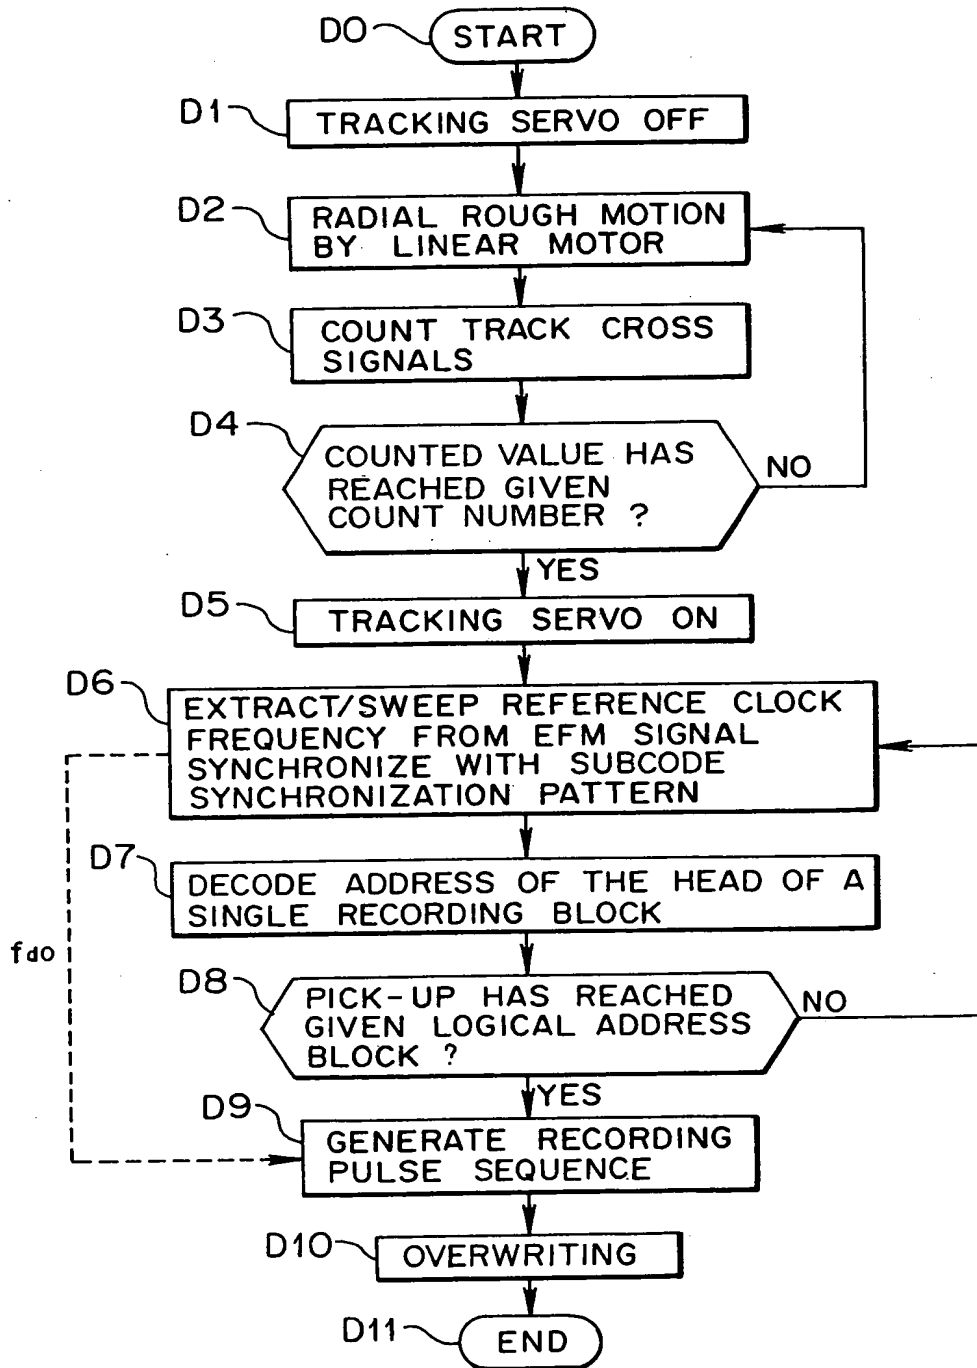 D0
START
D1
TRACKING SERVO OFF
D2
RADIAL ROUGH MOTION
BY LINEAR MOTOR
D3
COUNT TRACK CROSS
SIGNALS
D4
COUNTED VALUE HAS
REACHED GIVEN
COUNT NUMBER ?
NO
YES
D5
TRACKING SERVO ON
D6
EXTRACT/SWEEP REFERENCE CLOCK
FREQUENCY FROM EFM SIGNAL
SYNCHRONIZE WITH SUBCODE
SYNCHRONIZATION PATTERN
D7
DECODE ADDRESS OF THE HEAD OF A
SINGLE RECORDING BLOCK
fdo
D8
PICK-UP HAS REACHED
GIVEN LOGICAL ADDRESS
BLOCK ?
NO
YES
D9
GENERATE RECORDING
PULSE SEQUENCE
D10
OVERWRITING
D11
END